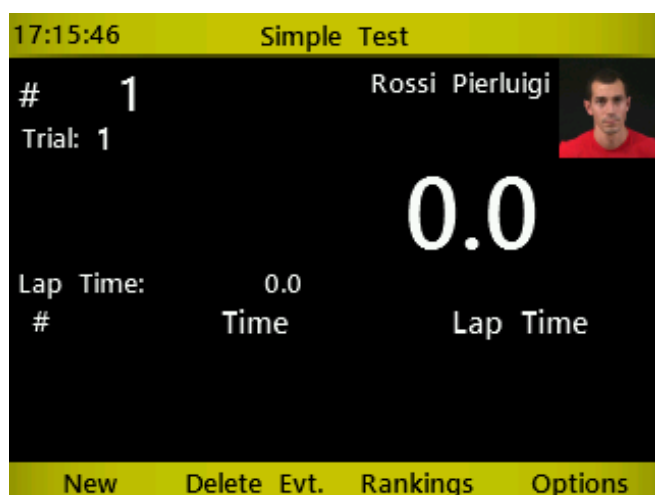 17:15:46 Simple Test
# 1 Rossi Pierluigi
Trial: 1
0.0
Lap Time: 0.0
# Time Lap Time
New Delete Evt. Rankings Options